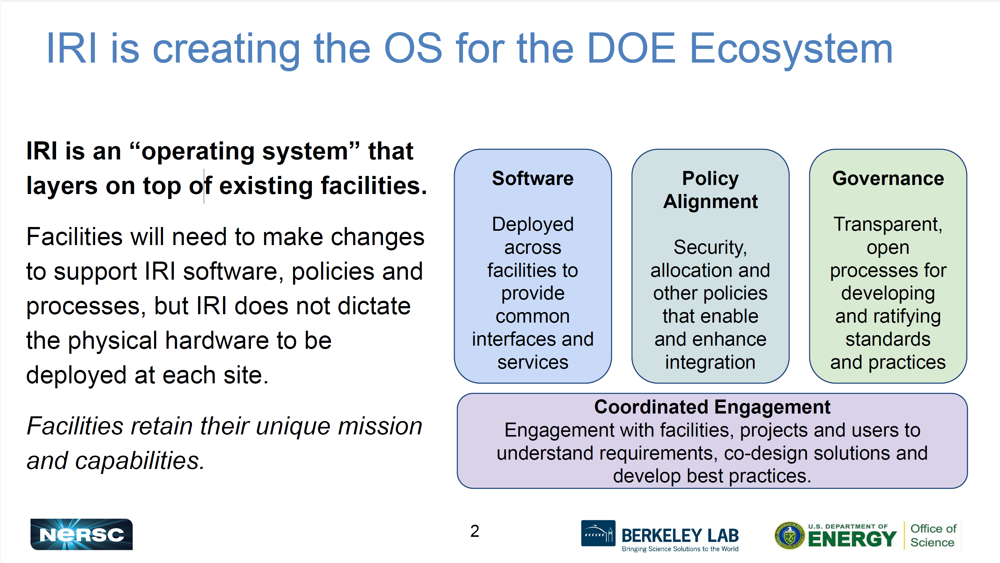 IRI is creating the OS for the DOE Ecosystem
IRI is an “operating system” that
layers on top of existing facilities.
Facilities will need to make changes
to support IRI software, policies and
processes, but IRI does not dictate
the physical hardware to be
deployed at each site.
Facilities retain their unique mission
and capabilities.
Software
Deployed
across
facilities to
provide
common
interfaces and
services
Policy
Alignment
Security,
allocation and
other policies
that enable
and enhance
integration
Governance
Transparent,
open
processes for
developing
and ratifying
standards
and practices
Coordinated Engagement
Engagement with facilities, projects and users to
understand requirements, co-design solutions and
develop best practices.
NERSC
2
BERKELEY LAB
Bringing Science Solutions to the World
U.S. DEPARTMENT OF
ENERGY
Office of
Science